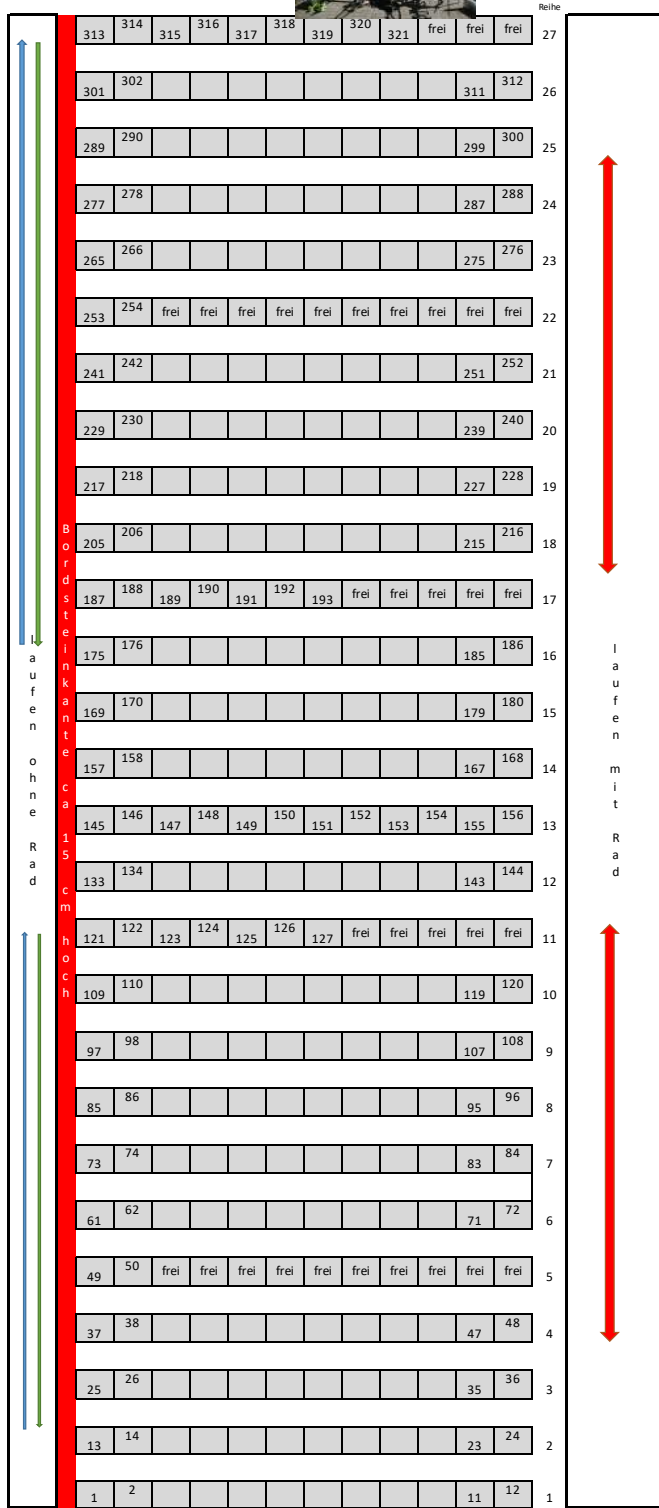 Reihe
313 314 315 316 317 318 319 320 321 frei frei frei 27
301 302 311 312 26
289 290 299 300 25
277 278 287 288 24
265 266 275 276 23
253 254 frei frei frei frei frei frei frei frei frei frei 22
241 242 251 252 21
229 230 239 240 20
217 218 227 228 19
205 206 215 216 18
187 188 189 190 191 192 193 frei frei frei frei frei 17
175 176 185 186 16
169 170 179 180 15
157 158 167 168 14
145 146 147 148 149 150 151 152 153 154 155 156 13
133 134 143 144 12
121 122 123 124 125 126 127 frei frei frei frei frei 11
109 110 119 120 10
97 98 107 108 9
85 86 95 96 8
73 74 83 84 7
61 62 71 72 6
49 50 frei frei frei frei frei frei frei frei frei frei 5
37 38 47 48 4
25 26 35 36 3
13 14 23 24 2
1 2 11 12 1
laufen ohne Rad
Bordsteinkante ca 15 cm hoch
laufen mit Rad